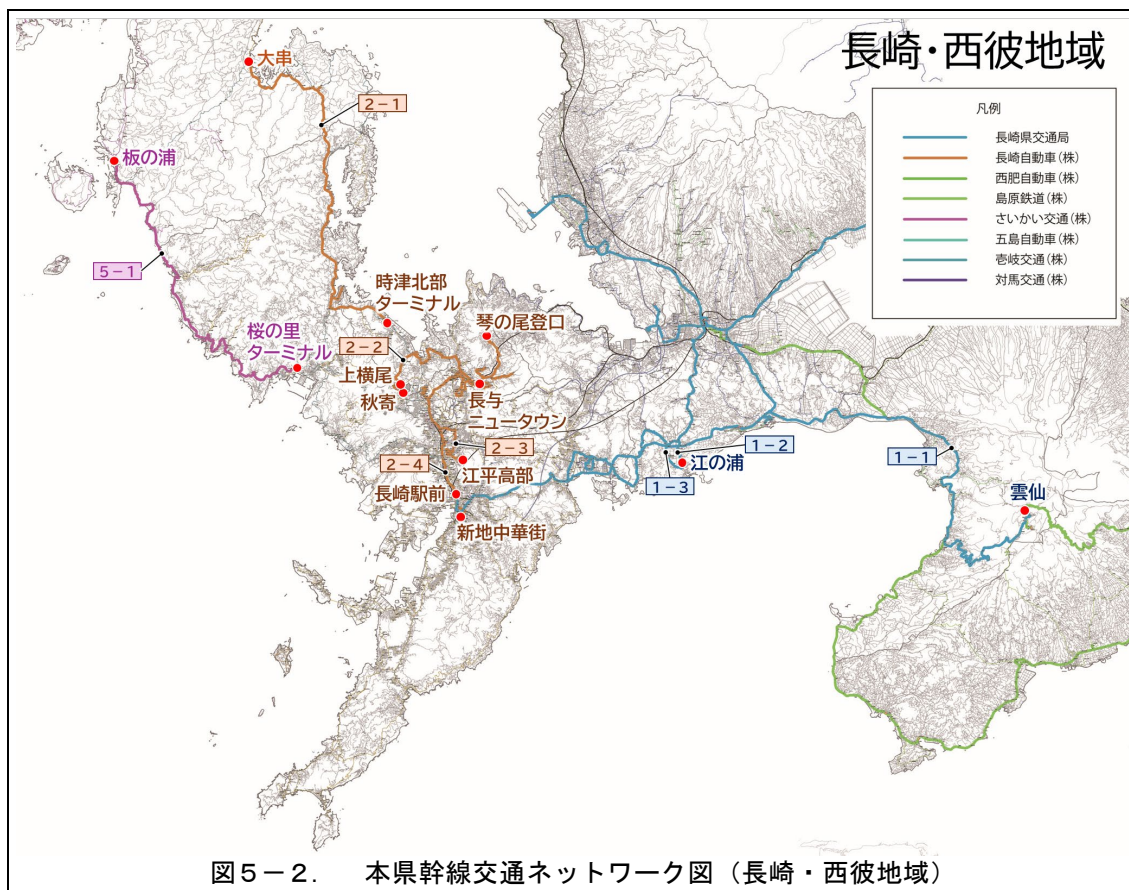 長崎・西彼地域
凡例
長崎県交通局
長崎自動車(株)
西肥自動車(株)
島原鉄道(株)
さいかい交通(株)
五島自動車(株)
壱岐交通(株)
対馬交通(株)
大串
2-1
板の浦
5-1
時津北部
ターミナル
琴の尾登口
桜の里
ターミナル
2-2
上横尾
秋寄
長与
ニュータウン
2-3
2-4
江平高部
長崎駅前
新地中華街
1-2
江の浦
1-3
1-1
雲仙
図5-2. 本県幹線交通ネットワーク図(長崎・西彼地域)